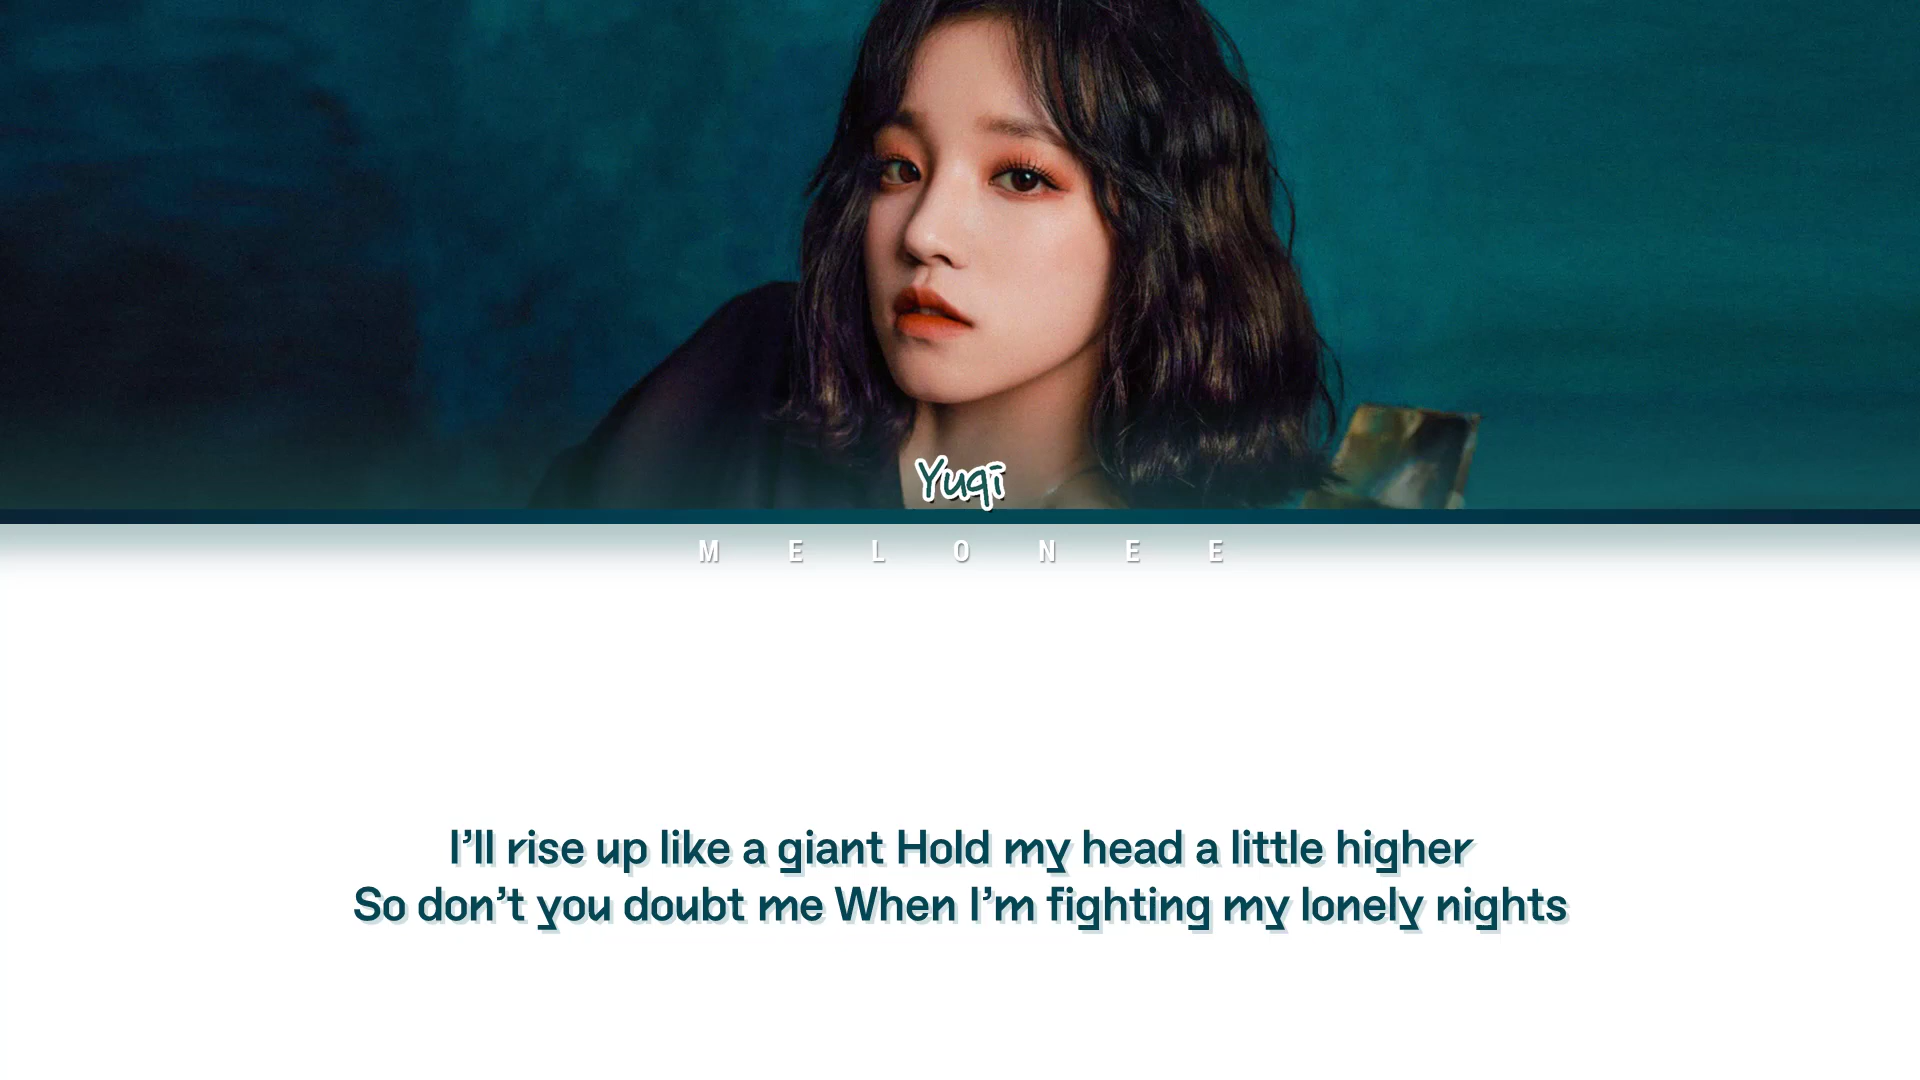 Yuqi
MELONEE
I’ll rise up like a giant Hold my head a little higher
So don’t you doubt me When I’m fighting my lonely nights